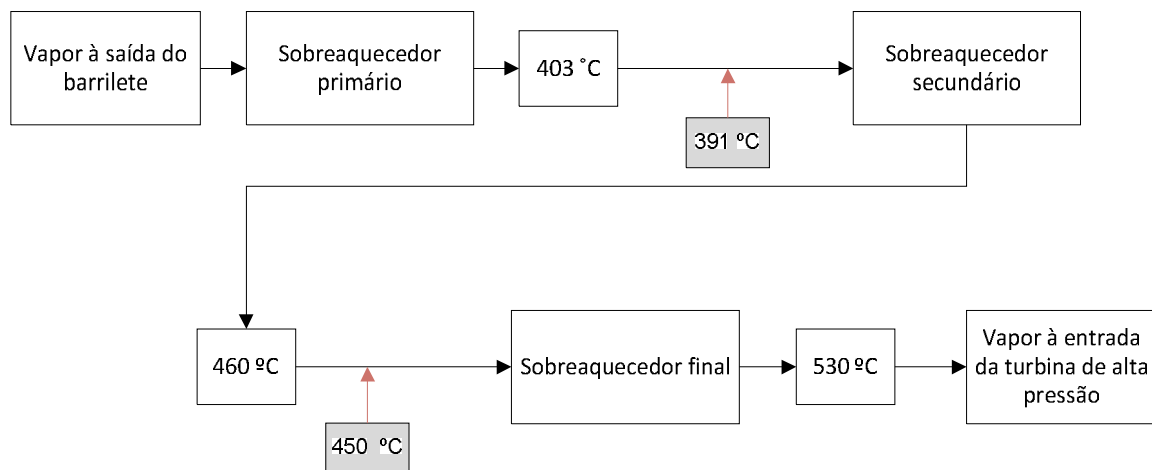 Vapor à saída do
barrilete
Sobreaquecedor
primário
403 ˚C
391 ºC
Sobreaquecedor
secundário
460 ºC
450 ºC
Sobreaquecedor final
530 ºC
Vapor à entrada
da turbina de alta
pressão